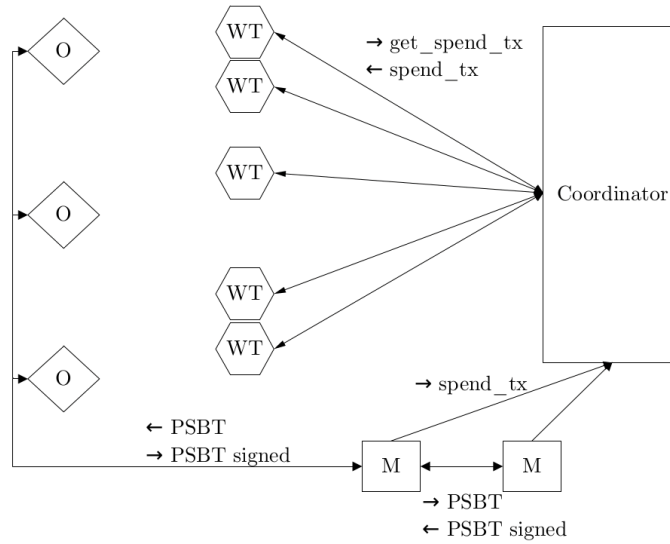 WT
→ get_spend_tx
O
← spend_tx
WT
WT
Coordinator
O
WT
WT
O
→ spend_tx
← PSBT
→ PSBT signed
M
M
→ PSBT
← PSBT signed